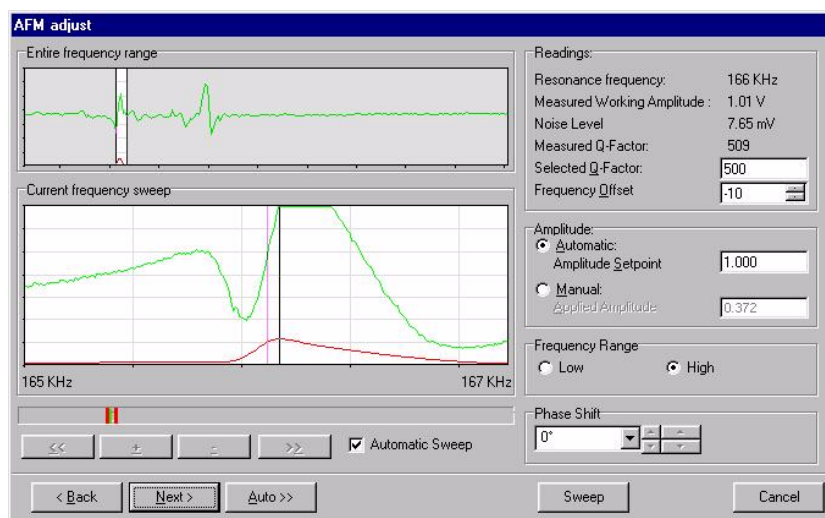 AFM adjust
Entire frequency range
Current frequency sweep
165 KHz
167 KHz
<<
+
-
>>
Automatic Sweep
Readings:
Resonance frequency: 166 KHz
Measured Working Amplitude : 1.01 V
Noise Level 7.65 mV
Measured Q-Factor: 509
Selected Q-Factor: 500
Frequency Offset -10
Amplitude:
Automatic:
Amplitude Setpoint 1.000
Manual:
Applied Amplitude 0.372
Frequency Range
Low High
Phase Shift
0°
< Back Next > Auto >> Sweep Cancel